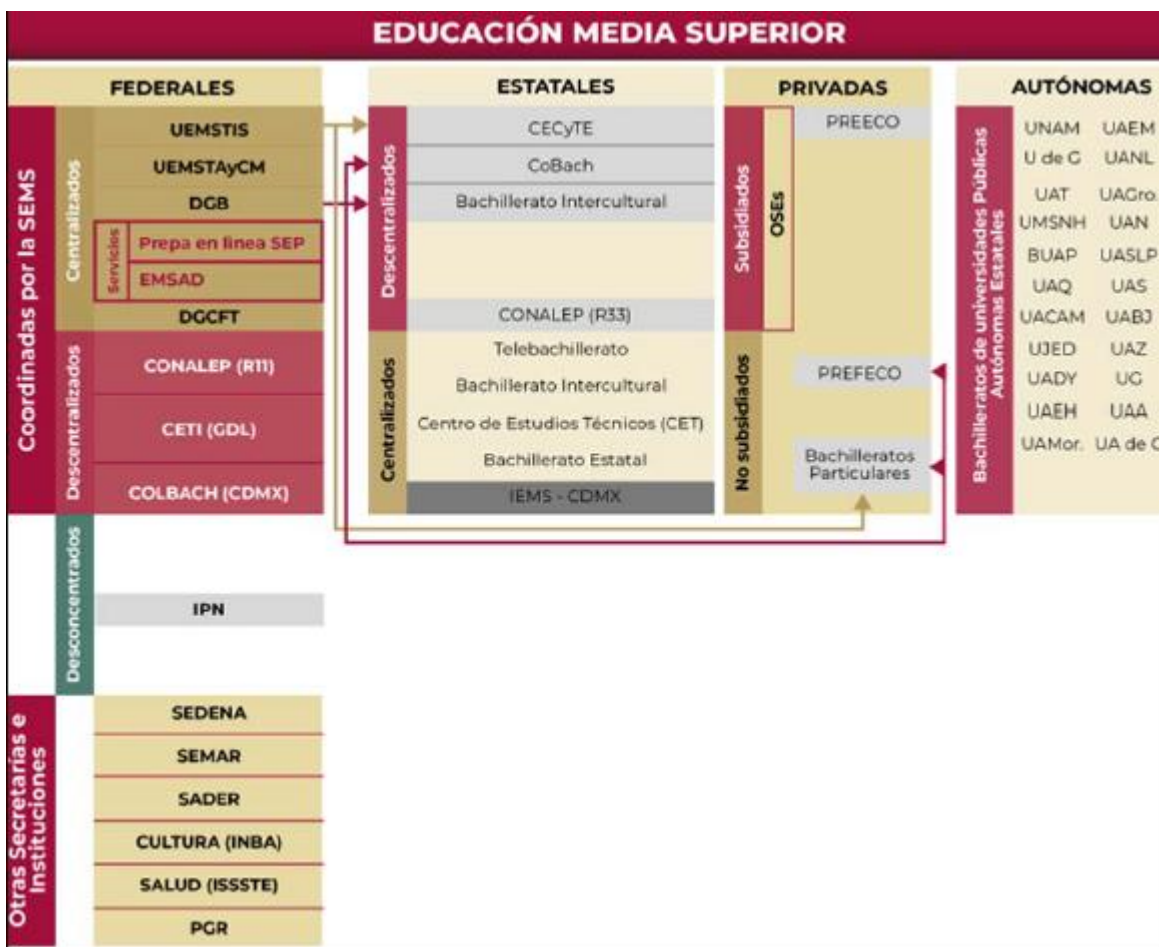 EDUCACIÓN MEDIA SUPERIOR
FEDERALES
Coordinadas por la SEMS
Centralizados
UEMSTIS
UEMSTAyCM
DGB
Servicios
Prepa en linea SEP
EMSAD
DGCFT
Descentralizados
CONALEP (R11)
CETI (GDL)
COLBACH (CDMX)
Desconcentrados
IPN
Otras Secretarías e
Instituciones
SEDENA
SEMAR
SADER
CULTURA (INBA)
SALUD (ISSSTE)
PGR
ESTATALES
Descentralizados
CECyTE
CoBach
Bachillerato Intercultural
CONALEP (R33)
Centralizados
Telebachillerato
Bachillerato Intercultural
Centro de Estudios Técnicos (CET)
Bachillerato Estatal
IEMS - CDMX
PRIVADAS
Subsidiados
OSEs
PREECO
No subsidiados
PREFECO
Bachilleratos
Particulares
AUTÓNOMAS
Bachilleratos de universidades Públicas
Autónomas Estatales
UNAM UAEM
U de G UANL
UAT UAGro.
UMSNH UAN
BUAP UASLP
UAQ UAS
UACAM UABJ
UJED UAZ
UADY UG
UAEH UAA
UAMor. UA de C